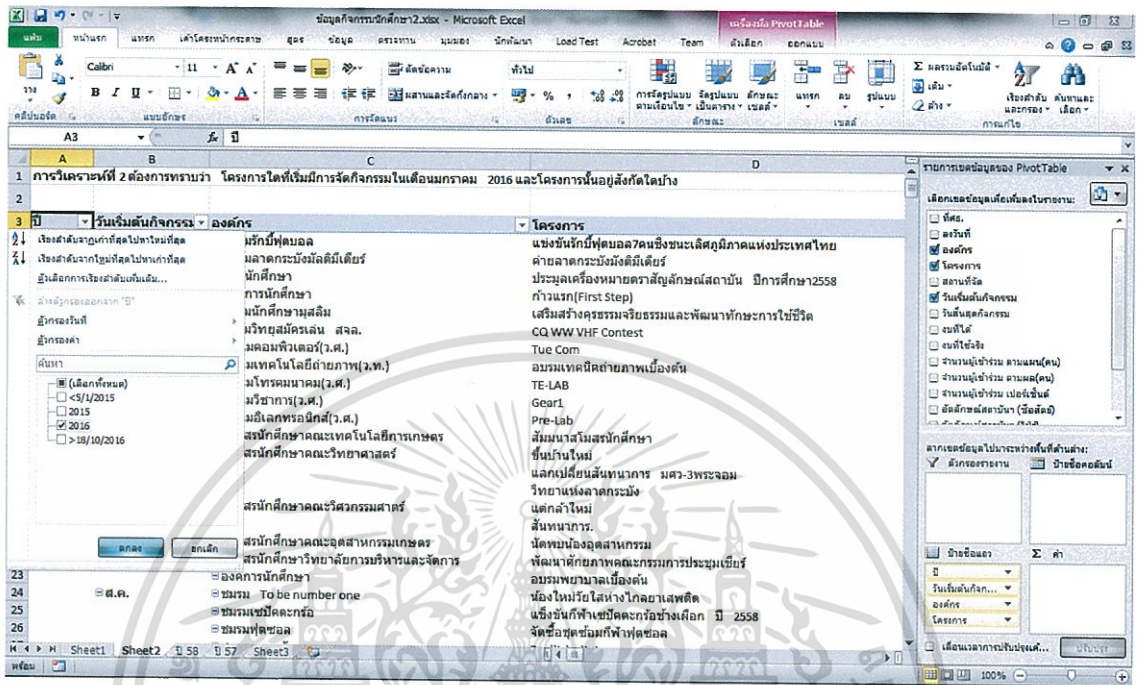 ข้อมูลกิจกรรมนักศึกษา2.xlsx - Microsoft Excel
เครื่องมือ PivotTable
แฟ้ม หน้าแรก แทรก เค้าโครงหน้ากระดาษ สูตร ข้อมูล ตรวจทาน มุมมอง นักพัฒนา Load Test Acrobat Team ตัวเลือก ออกแบบ
วาง
Calibri 11
B I U
ตัดข้อความ
ผสานและจัดกึ่งกลาง
ทั่วไป
การจัดรูปแบบตามเงื่อนไข
จัดรูปแบบเป็นตาราง
ลักษณะเซลล์
แทรก ลบ รูปแบบ
Σ ผลรวมอัตโนมัติ
เติม
ล้าง
เรียงลำดับและกรอง
ค้นหาและเลือก
คลิปบอร์ด แบบอักษร การจัดแนว ตัวเลข ลักษณะ เซลล์ การแก้ไข
A3 fx ปี
A B C D
1 การวิเคราะห์ที่ 2 ต้องการทราบว่า โครงการใดที่เริ่มมีการจัดกิจกรรมในเดือนมกราคม 2016 และโครงการนั้นอยู่สังกัดใดบ้าง
2
3 ปี วันเริ่มต้นกิจกรรม องค์กร โครงการ
เรียงลำดับจากเก่าที่สุดไปหาใหม่ที่สุด
เรียงลำดับจากใหม่ที่สุดไปหาเก่าที่สุด
ตัวเลือกการเรียงลำดับเพิ่มเติม...
ล้างตัวกรองออกจาก "ปี"
ตัวกรองวันที่
ตัวกรองค่า
ค้นหา
(เลือกทั้งหมด)
<5/1/2015
2015
2016
>18/10/2016
ตกลง ยกเลิก
มรักบี้ฟุตบอล แข่งขันรักบี้ฟุตบอล7คนชิงชนะเลิศภูมิภาคแห่งประเทศไทย
มลาดกระบังมัลติมีเดียร์ ค่ายลาดกระบังมัลติมีเดียร์
นักศึกษา ประมูลเครื่องหมายตราสัญลักษณ์สถาบัน ปีการศึกษา2558
การนักศึกษา ก้าวแรก(First Step)
มนักศึกษามุสลิม เสริมสร้างคุรธรรมจริยธรรมและพัฒนาทักษะการใช้ชีวิต
มวิทยุสมัครเล่น สจล. CQ WW VHF Contest
มคอมพิวเตอร์(ว.ศ.) Tue Com
มเทคโนโลยีถ่ายภาพ(ว.ท.) อบรมเทคนิคถ่ายภาพเบื้องต้น
มโทรคมนาคม(ว.ศ.) TE-LAB
มวิชาการ(ว.ศ.) Gear1
มอิเลกทรอนิกส์(ว.ศ.) Pre-Lab
สรนักศึกษาคณะเทคโนโลยีการเกษตร สัมมนาสโมสรนักศึกษา
สรนักศึกษาคณะวิทยาศาสตร์ ขึ้นบ้านใหม่
แลกเปลี่ยนสันทนาการ มศว-3พระจอม
วิทยาแห่งลาดกระบัง
สรนักศึกษาคณะวิศวกรรมศาตร์ แด่กล้าใหม่
สันทนาการ.
สรนักศึกษาคณะอุตสาหกรรมเกษตร นัดพบน้องอุตสาหกรรม
สรนักศึกษาวิทยาลัยการบริหารและจัดการ พัฒนาศักยภาพคณะกรรมการประชุมเชียร์
23 องคการนักศึกษา อบรมพยาบาลเบื้องต้น
24 ส.ค. ชมรม To be number one น้องใหม่วัยใสห่างไกลยาเสพติด
25 ชมรมเซปัคตะกร้อ แข็งขันกีฬาเซปัคตะกร้อช้างเผือก ปี 2558
26 ชมรมฟุตซอล จัดซื้อชุดซ้อมกีฬาฟุตซอล
รายการเขตข้อมูลของ PivotTable
เลือกเขตข้อมูลเพื่อเพิ่มลงในรายงาน:
ที่ศธ.
ลงวันที่
องค์กร
โครงการ
สถานที่จัด
วันเริ่มต้นกิจกรรม
วันสิ้นสุดกิจกรรม
งบที่ได้
งบที่ใช้จริง
จำนวนผู้เข้าร่วม ตามแผน(คน)
จำนวนผู้เข้าร่วม ตามผล(คน)
จำนวนผู้เข้าร่วม เปอร์เซ็นต์
อัตลักษณ์สถาบันฯ (ซื่อสัตย์)
ลากเขตข้อมูลไปมาระหว่างพื้นที่ด้านล่าง:
ตัวกรองรายงาน ป้ายชื่อคอลัมน์
ป้ายชื่อแถว Σ ค่า
ปี
วันเริ่มต้นกิจก...
องค์กร
โครงการ
เลื่อนเวลาการปรับปรุงเค้... ปรับปรุง
Sheet1 Sheet2 ปี 58 ปี 57 Sheet3
พร้อม 100%